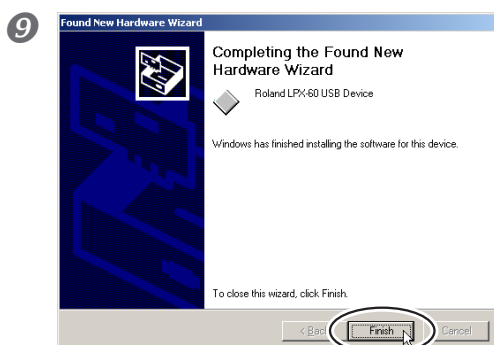 9
Found New Hardware Wizard
Completing the Found New
Hardware Wizard
Roland LPX-60 USB Device
Windows has finished installing the software for this device.
To close this wizard, click Finish.
< Back Finish Cancel